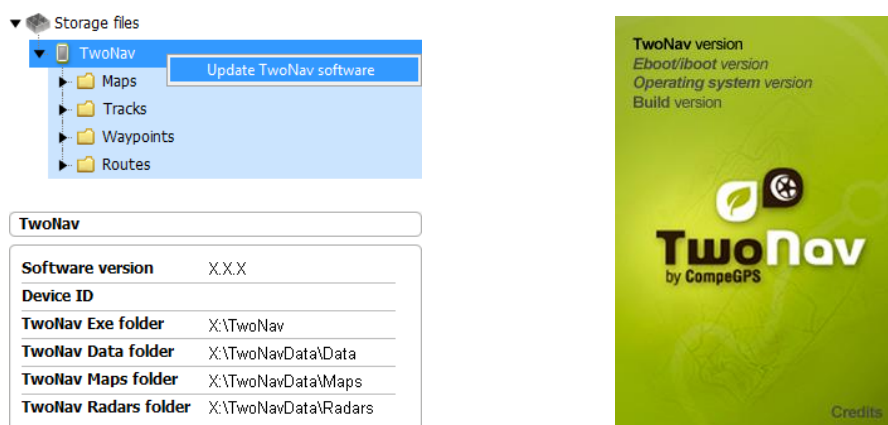 Storage files
TwoNav
Update TwoNav software
Maps
Tracks
Waypoints
Routes
TwoNav
Software version X.X.X
Device ID
TwoNav Exe folder X:\TwoNav
TwoNav Data folder X:\TwoNavData\Data
TwoNav Maps folder X:\TwoNavData\Maps
TwoNav Radars folder X:\TwoNavData\Radars
TwoNav version
Eboot/iboot version
Operating system version
Build version
TwoNav
by CompeGPS
Credits